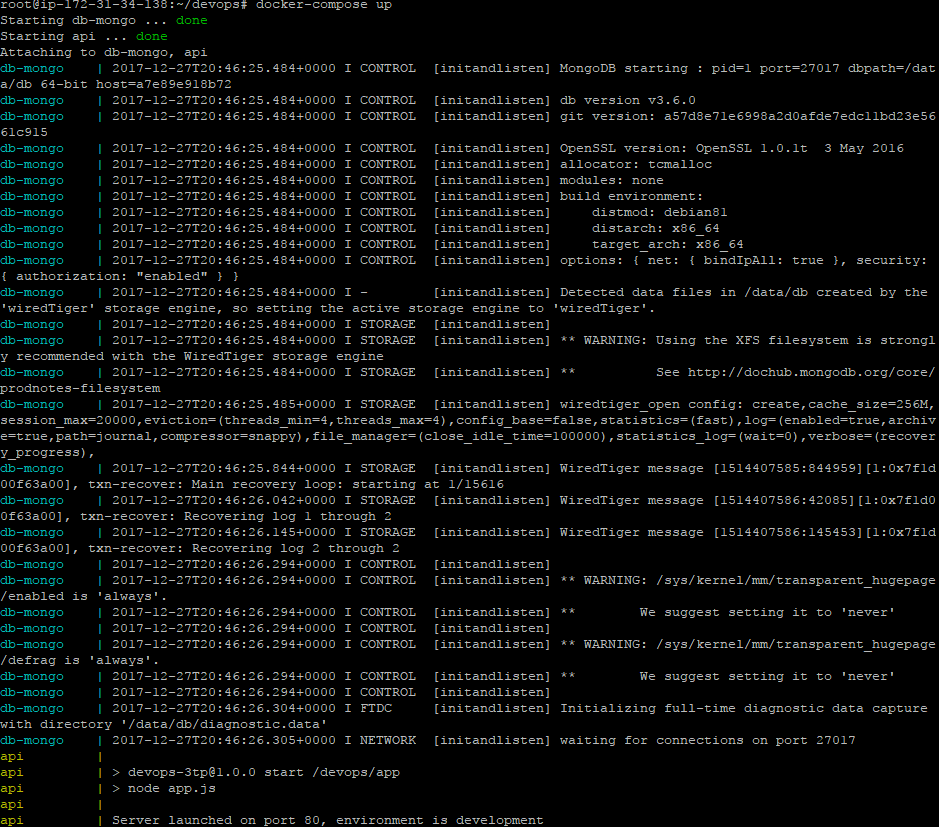 root@ip-172-31-34-138:~/devops# docker-compose up
Starting db-mongo ... done
Starting api ... done
Attaching to db-mongo, api
db-mongo    | 2017-12-27T20:46:25.484+0000 I CONTROL  [initandlisten] MongoDB starting : pid=1 port=27017 dbpath=/dat
a/db 64-bit host=a7e89e918b72
db-mongo    | 2017-12-27T20:46:25.484+0000 I CONTROL  [initandlisten] db version v3.6.0
db-mongo    | 2017-12-27T20:46:25.484+0000 I CONTROL  [initandlisten] git version: a57d8e71e6998a2d0afde7edc11bd23e56
61c915
db-mongo    | 2017-12-27T20:46:25.484+0000 I CONTROL  [initandlisten] OpenSSL version: OpenSSL 1.0.1t  3 May 2016
db-mongo    | 2017-12-27T20:46:25.484+0000 I CONTROL  [initandlisten] allocator: tcmalloc
db-mongo    | 2017-12-27T20:46:25.484+0000 I CONTROL  [initandlisten] modules: none
db-mongo    | 2017-12-27T20:46:25.484+0000 I CONTROL  [initandlisten] build environment:
db-mongo    | 2017-12-27T20:46:25.484+0000 I CONTROL  [initandlisten]     distmod: debian81
db-mongo    | 2017-12-27T20:46:25.484+0000 I CONTROL  [initandlisten]     distarch: x86_64
db-mongo    | 2017-12-27T20:46:25.484+0000 I CONTROL  [initandlisten]     target_arch: x86_64
db-mongo    | 2017-12-27T20:46:25.484+0000 I CONTROL  [initandlisten] options: { net: { bindIpAll: true }, security:
{ authorization: "enabled" } }
db-mongo    | 2017-12-27T20:46:25.484+0000 I -        [initandlisten] Detected data files in /data/db created by the
'wiredTiger' storage engine, so setting the active storage engine to 'wiredTiger'.
db-mongo    | 2017-12-27T20:46:25.484+0000 I STORAGE  [initandlisten]
db-mongo    | 2017-12-27T20:46:25.484+0000 I STORAGE  [initandlisten] ** WARNING: Using the XFS filesystem is strongl
y recommended with the WiredTiger storage engine
db-mongo    | 2017-12-27T20:46:25.484+0000 I STORAGE  [initandlisten] **          See http://dochub.mongodb.org/core/
prodnotes-filesystem
db-mongo    | 2017-12-27T20:46:25.485+0000 I STORAGE  [initandlisten] wiredtiger_open config: create,cache_size=256M,
session_max=20000,eviction=(threads_min=4,threads_max=4),config_base=false,statistics=(fast),log=(enabled=true,archiv
e=true,path=journal,compressor=snappy),file_manager=(close_idle_time=100000),statistics_log=(wait=0),verbose=(recover
y_progress),
db-mongo    | 2017-12-27T20:46:25.844+0000 I STORAGE  [initandlisten] WiredTiger message [1514407585:844959][1:0x7f1d
00f63a00], txn-recover: Main recovery loop: starting at 1/15616
db-mongo    | 2017-12-27T20:46:26.042+0000 I STORAGE  [initandlisten] WiredTiger message [1514407586:42085][1:0x7f1d0
0f63a00], txn-recover: Recovering log 1 through 2
db-mongo    | 2017-12-27T20:46:26.145+0000 I STORAGE  [initandlisten] WiredTiger message [1514407586:145453][1:0x7f1d
00f63a00], txn-recover: Recovering log 2 through 2
db-mongo    | 2017-12-27T20:46:26.294+0000 I CONTROL  [initandlisten]
db-mongo    | 2017-12-27T20:46:26.294+0000 I CONTROL  [initandlisten] ** WARNING: /sys/kernel/mm/transparent_hugepage
/enabled is 'always'.
db-mongo    | 2017-12-27T20:46:26.294+0000 I CONTROL  [initandlisten] **        We suggest setting it to 'never'
db-mongo    | 2017-12-27T20:46:26.294+0000 I CONTROL  [initandlisten]
db-mongo    | 2017-12-27T20:46:26.294+0000 I CONTROL  [initandlisten] ** WARNING: /sys/kernel/mm/transparent_hugepage
/defrag is 'always'.
db-mongo    | 2017-12-27T20:46:26.294+0000 I CONTROL  [initandlisten] **        We suggest setting it to 'never'
db-mongo    | 2017-12-27T20:46:26.294+0000 I CONTROL  [initandlisten]
db-mongo    | 2017-12-27T20:46:26.304+0000 I FTDC     [initandlisten] Initializing full-time diagnostic data capture
with directory '/data/db/diagnostic.data'
db-mongo    | 2017-12-27T20:46:26.305+0000 I NETWORK  [initandlisten] waiting for connections on port 27017
api         |
api         | > devops-3tp@1.0.0 start /devops/app
api         | > node app.js
api         |
api         | Server launched on port 80, environment is development